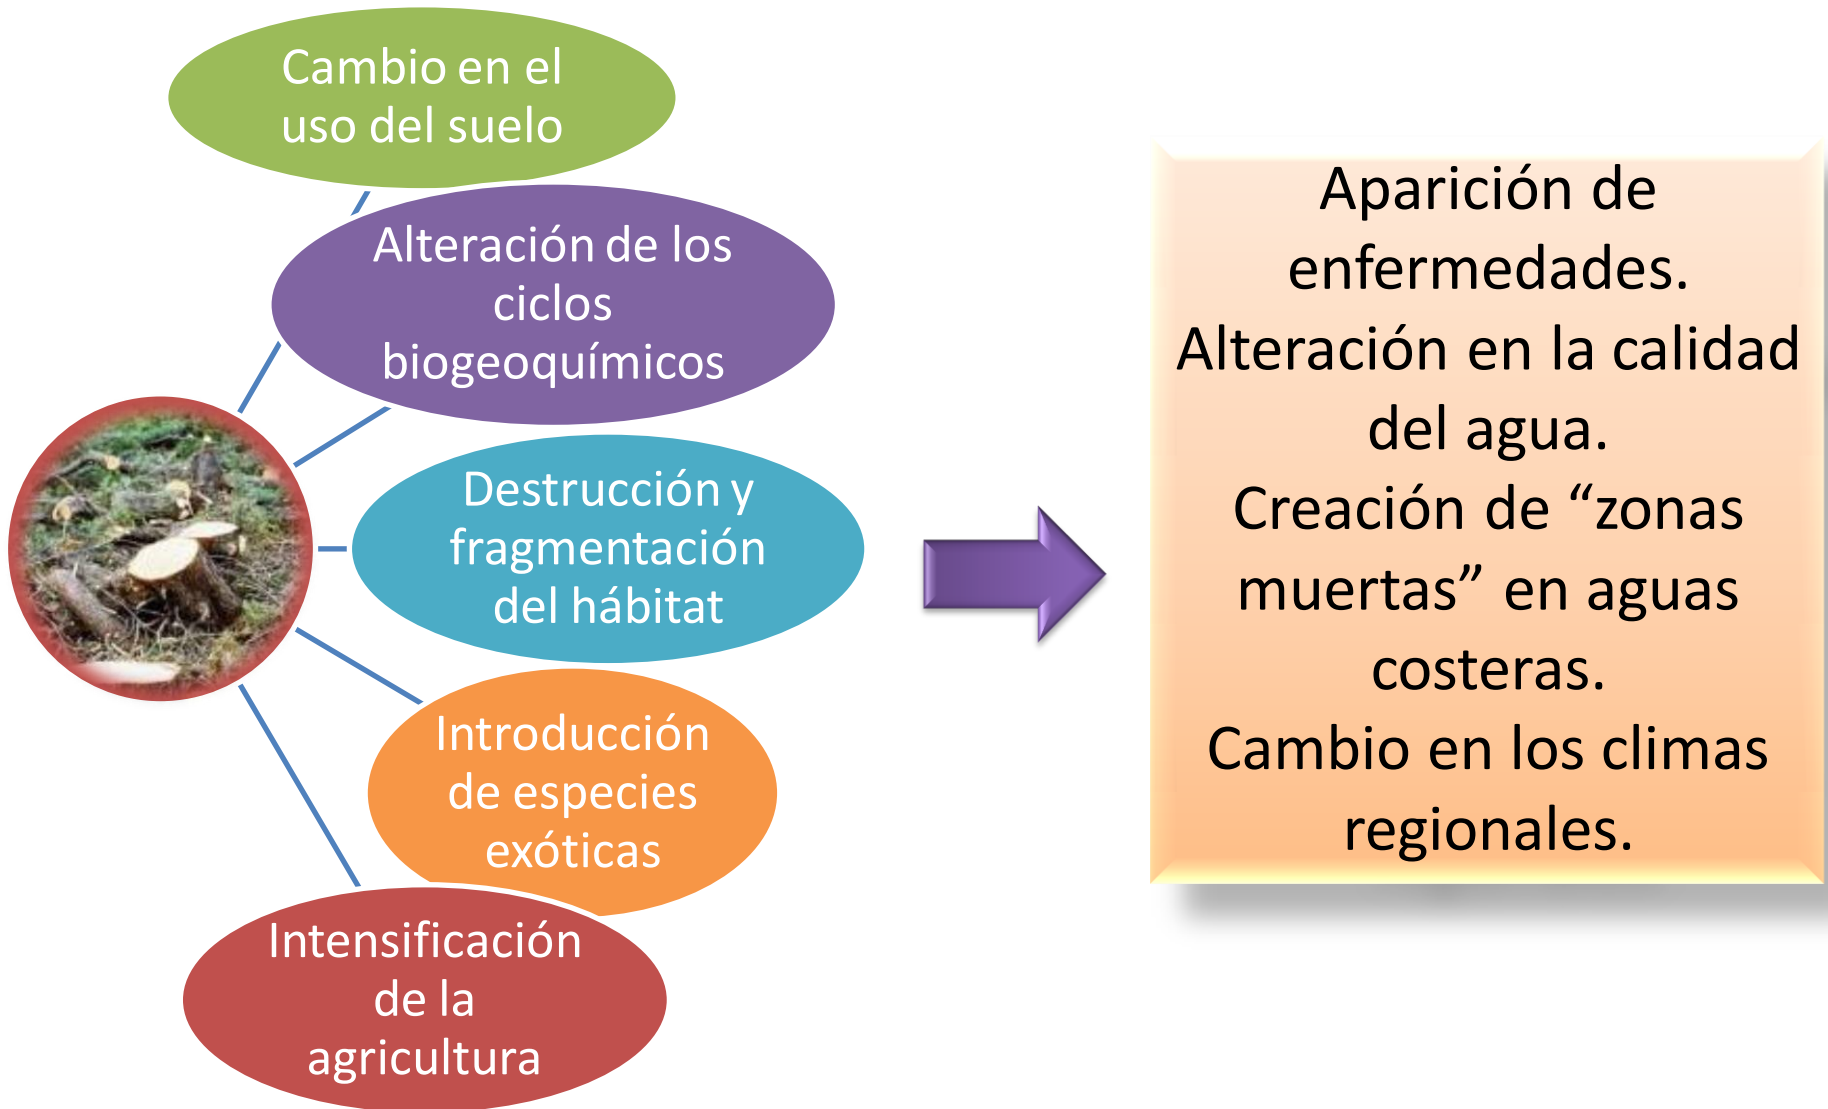 Cambio en el
uso del suelo
Alteración de los
ciclos
biogeoquímicos
Destrucción y
fragmentación
del hábitat
Introducción
de especies
exóticas
Intensificación
de la
agricultura
Aparición de
enfermedades.
Alteración en la calidad
del agua.
Creación de “zonas
muertas” en aguas
costeras.
Cambio en los climas
regionales.